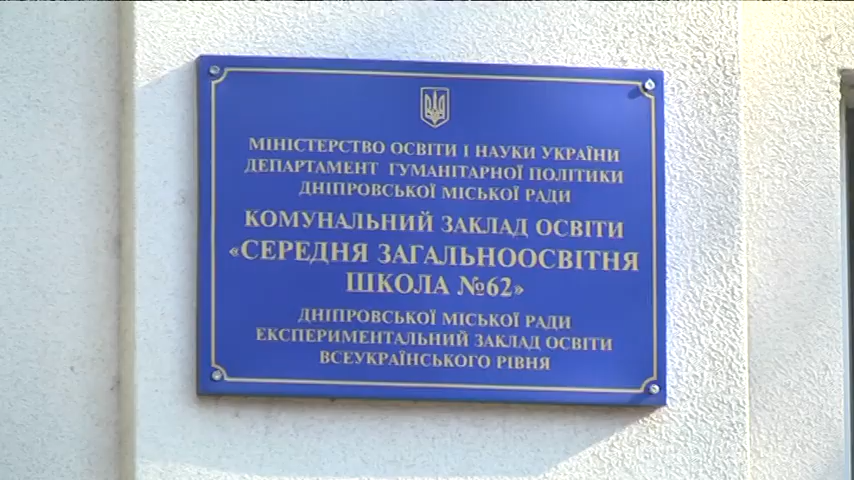 МІНІСТЕРСТВО ОСВІТИ І НАУКИ УКРАЇНИ
ДЕПАРТАМЕНТ ГУМАНІТАРНОЇ ПОЛІТИКИ
ДНІПРОВСЬКОЇ МІСЬКОЇ РАДИ
КОМУНАЛЬНИЙ ЗАКЛАД ОСВІТИ
«СЕРЕДНЯ ЗАГАЛЬНООСВІТНЯ
ШКОЛА №62»
ДНІПРОВСЬКОЇ МІСЬКОЇ РАДИ
ЕКСПЕРИМЕНТАЛЬНИЙ ЗАКЛАД ОСВІТИ
ВСЕУКРАЇНСЬКОГО РІВНЯ